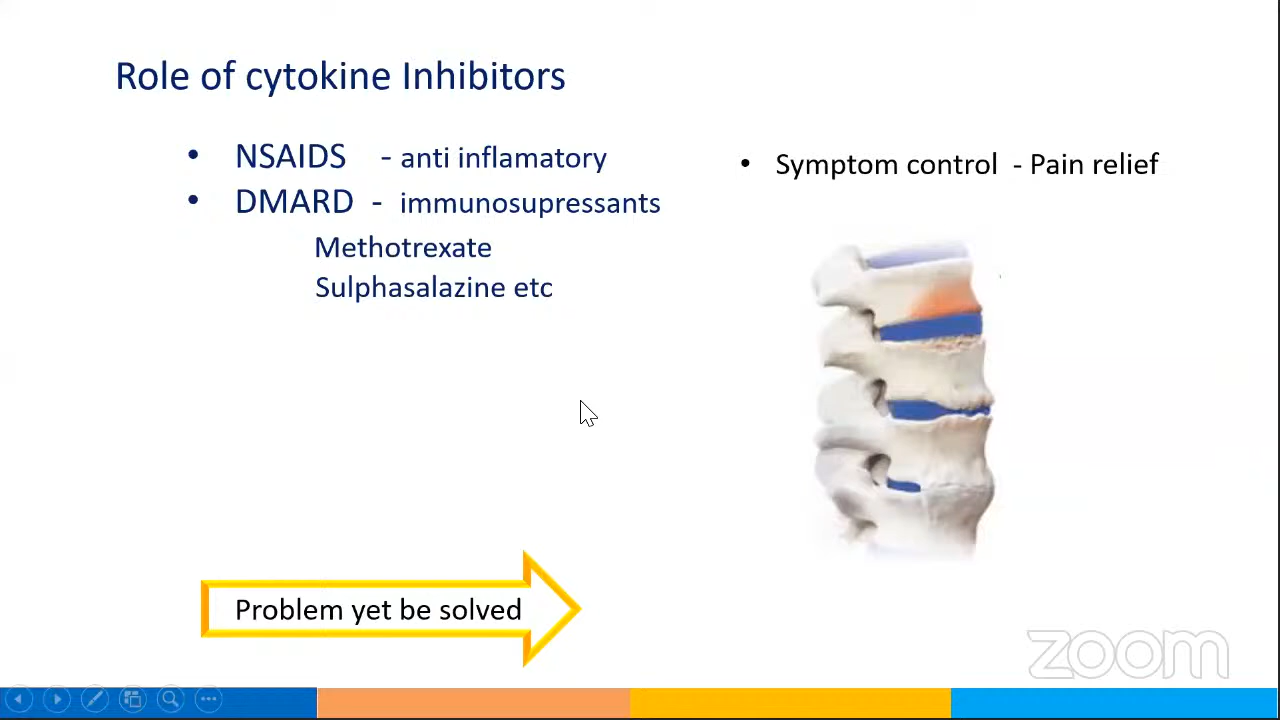 Role of cytokine Inhibitors
• NSAIDS - anti inflamatory
• DMARD - immunosupressants
Methotrexate
Sulphasalazine etc
• Symptom control - Pain relief
Problem yet be solved
zoom